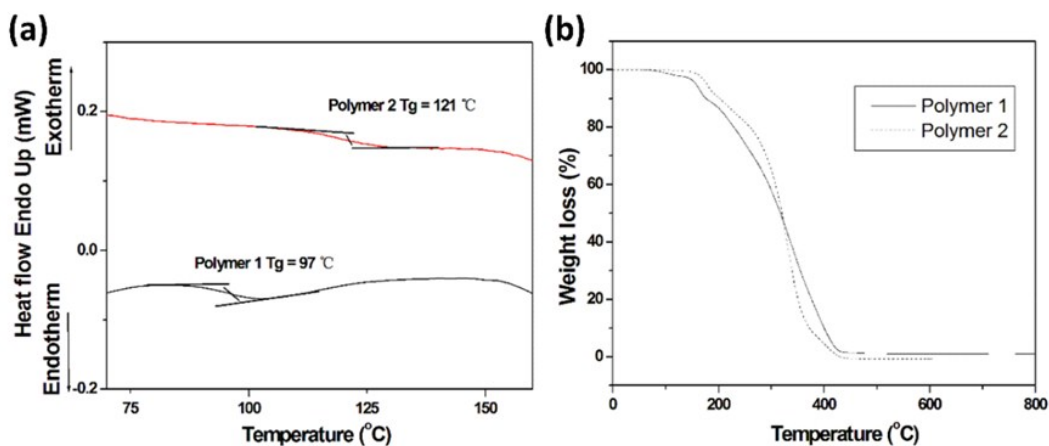 (a)
Heat flow Endo Up (mW)
Exotherm
Endotherm
0.2
0.0
-0.2
Polymer 2 Tg = 121 ℃
Polymer 1 Tg = 97 ℃
75 100 125 150
Temperature (°C)
(b)
Weight loss (%)
100
80
60
40
20
0
Polymer 1
Polymer 2
0 200 400 600 800
Temperature (°C)